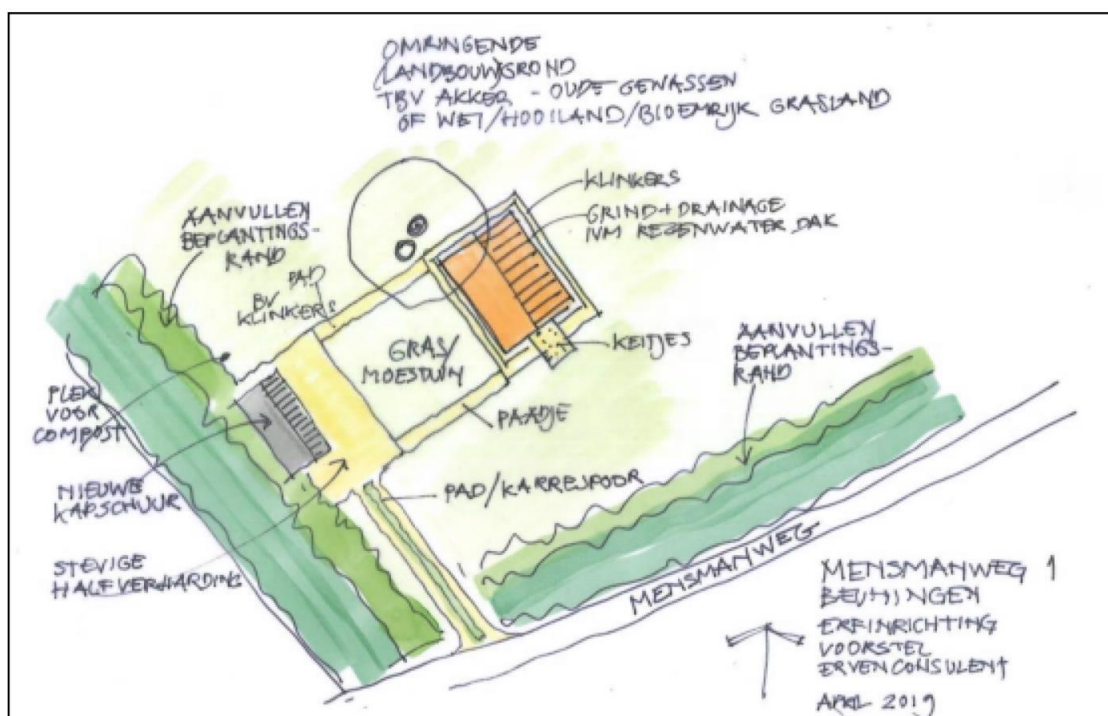 OMRINGENDE
LANDBOUWGROND
TBV AKKER - OUDE GEWASSEN
OF WEI/HOOILAND/BLOEMRIJK GRASLAND
KLINKERS
GRIND + DRAINAGE
IVM REGENWATER DAK
AANVULLEN
BEPLANTINGS-
RAND
PAD
BV
KLINKERS
GRAS/
MOESTUIN
KEITJES
AANVULLEN
BEPLANTINGS-
RAND
PLEK
VOOR
COMPOST
PAADJE
NIEUWE
KAPSCHUUR
PAD/KARRESPOOR
STEVIGE
HALFVERHARDING
MENSMANWEG
MENSMANWEG 1
BEUNINGEN
ERFINRICHTING
VOORSTEL
ERVENCONSULENT
APRIL 2019